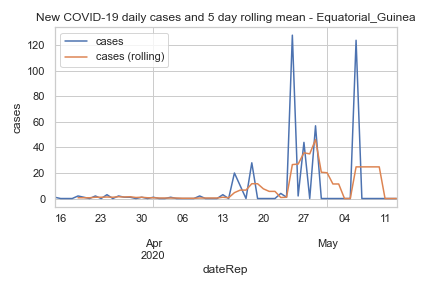 New COVID-19 daily cases and 5 day rolling mean - Equatorial_Guinea
cases
cases (rolling)
cases
120
100
80
60
40
20
0
16 23 30 06 13 20 27 04 11
Apr May
2020
dateRep